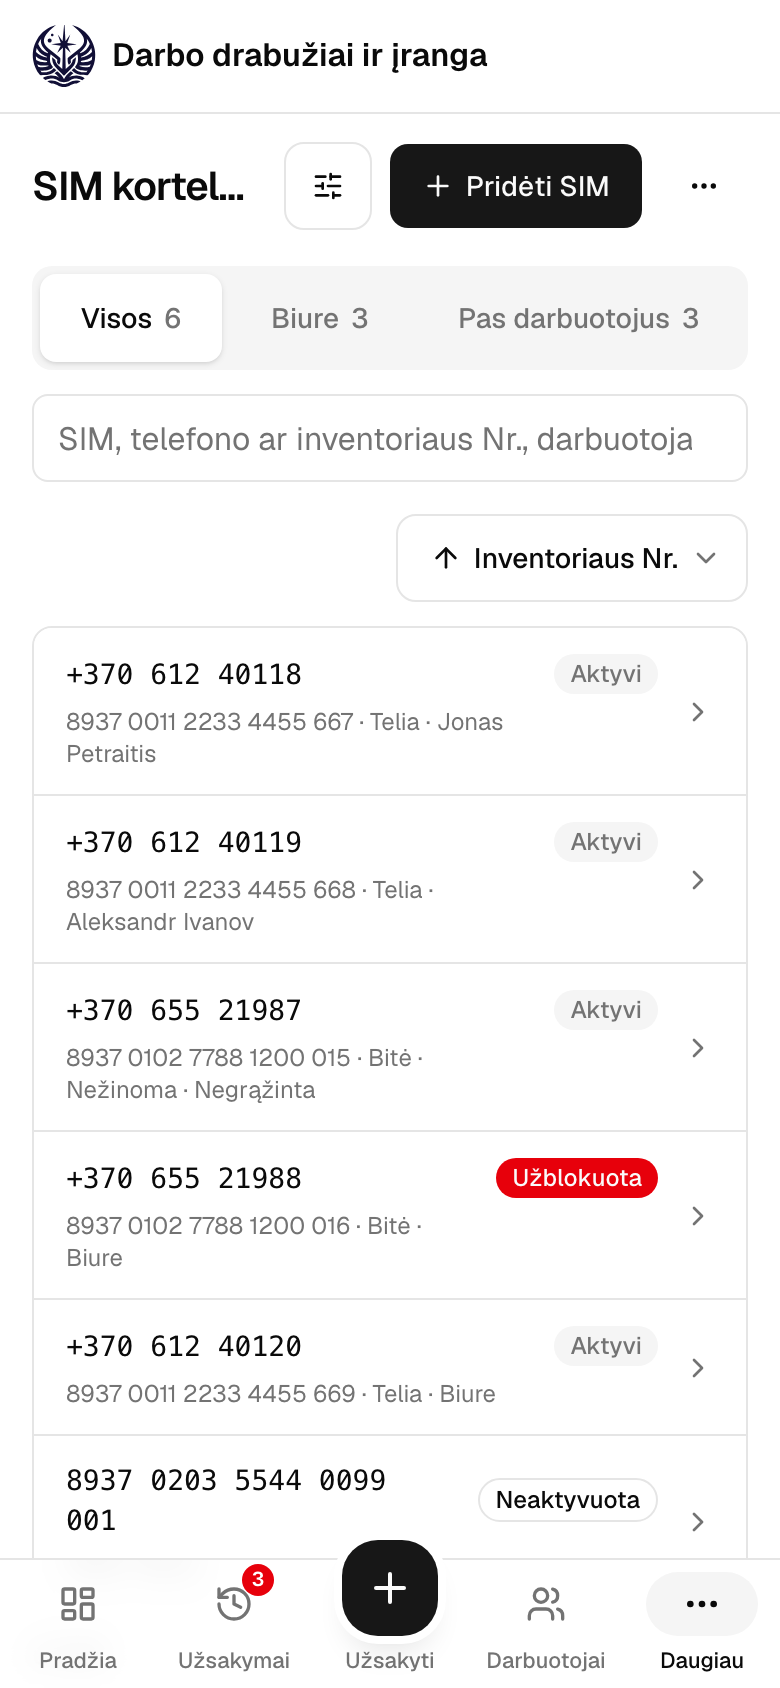 Darbo drabužiai ir įranga
SIM kortel...
Pridėti SIM
Visos 6
Biure 3
Pas darbuotojus 3
SIM, telefono ar inventoriaus Nr., darbuotoja
Inventoriaus Nr.
+370 612 40118
Aktyvi
8937 0011 2233 4455 667 · Telia · Jonas
Petraitis
+370 612 40119
Aktyvi
8937 0011 2233 4455 668 · Telia ·
Aleksandr Ivanov
+370 655 21987
Aktyvi
8937 0102 7788 1200 015 · Bitė ·
Nežinoma · Negrąžinta
+370 655 21988
Užblokuota
8937 0102 7788 1200 016 · Bitė ·
Biure
+370 612 40120
Aktyvi
8937 0011 2233 4455 669 · Telia · Biure
8937 0203 5544 0099
001
Neaktyvuota
3
Pradžia
Užsakymai
Užsakyti
Darbuotojai
Daugiau